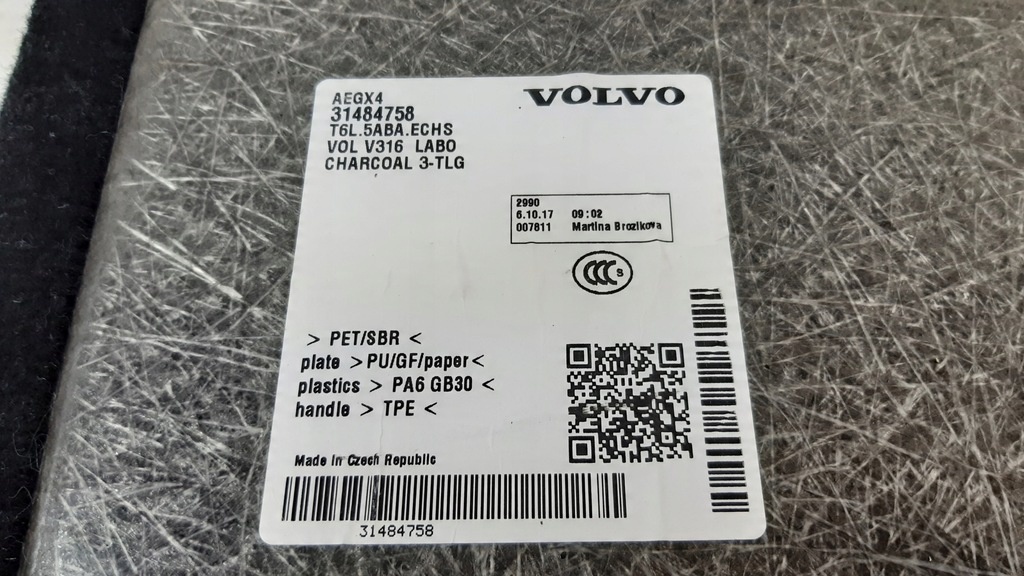 AEGX4
31484758
T6L.5ABA.ECHS
VOL V316 LABO
CHARCOAL 3-TLG
VOLVO
2990
6.10.17 09:02
007811 Martina Brozikova
CCC S
> PET/SBR <
plate >PU/GF/paper<
plastics > PA6 GB30 <
handle > TPE <
Made in Czech Republic
31484758